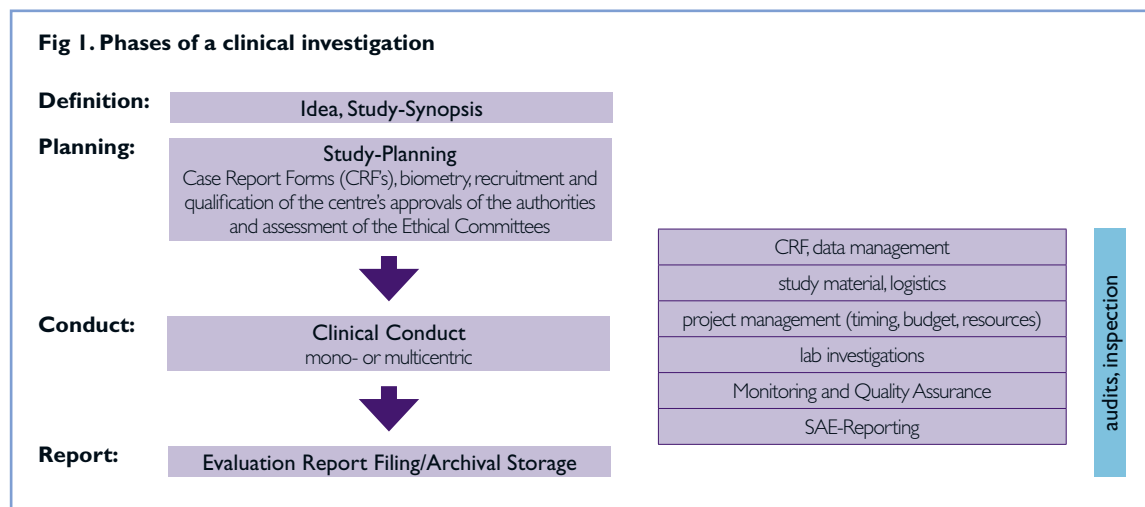 Fig 1. Phases of a clinical investigation
Definition:
Idea, Study-Synopsis
Planning:
Study-Planning
Case Report Forms (CRF's), biometry, recruitment and
qualification of the centre's approvals of the authorities
and assessment of the Ethical Committees
Conduct:
Clinical Conduct
mono- or multicentric
Report:
Evaluation Report Filing/Archival Storage
CRF, data management
study material, logistics
project management (timing, budget, resources)
lab investigations
Monitoring and Quality Assurance
SAE-Reporting
audits, inspection